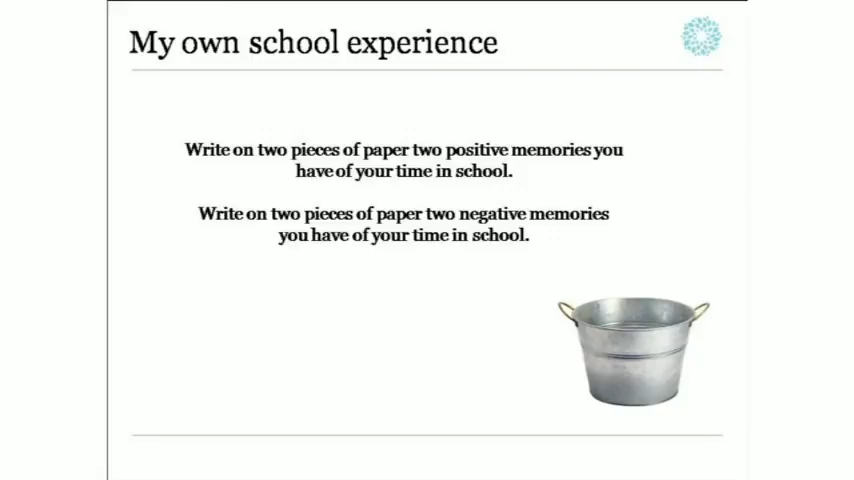 My own school experience
Write on two pieces of paper two positive memories you
have of your time in school.
Write on two pieces of paper two negative memories
you have of your time in school.